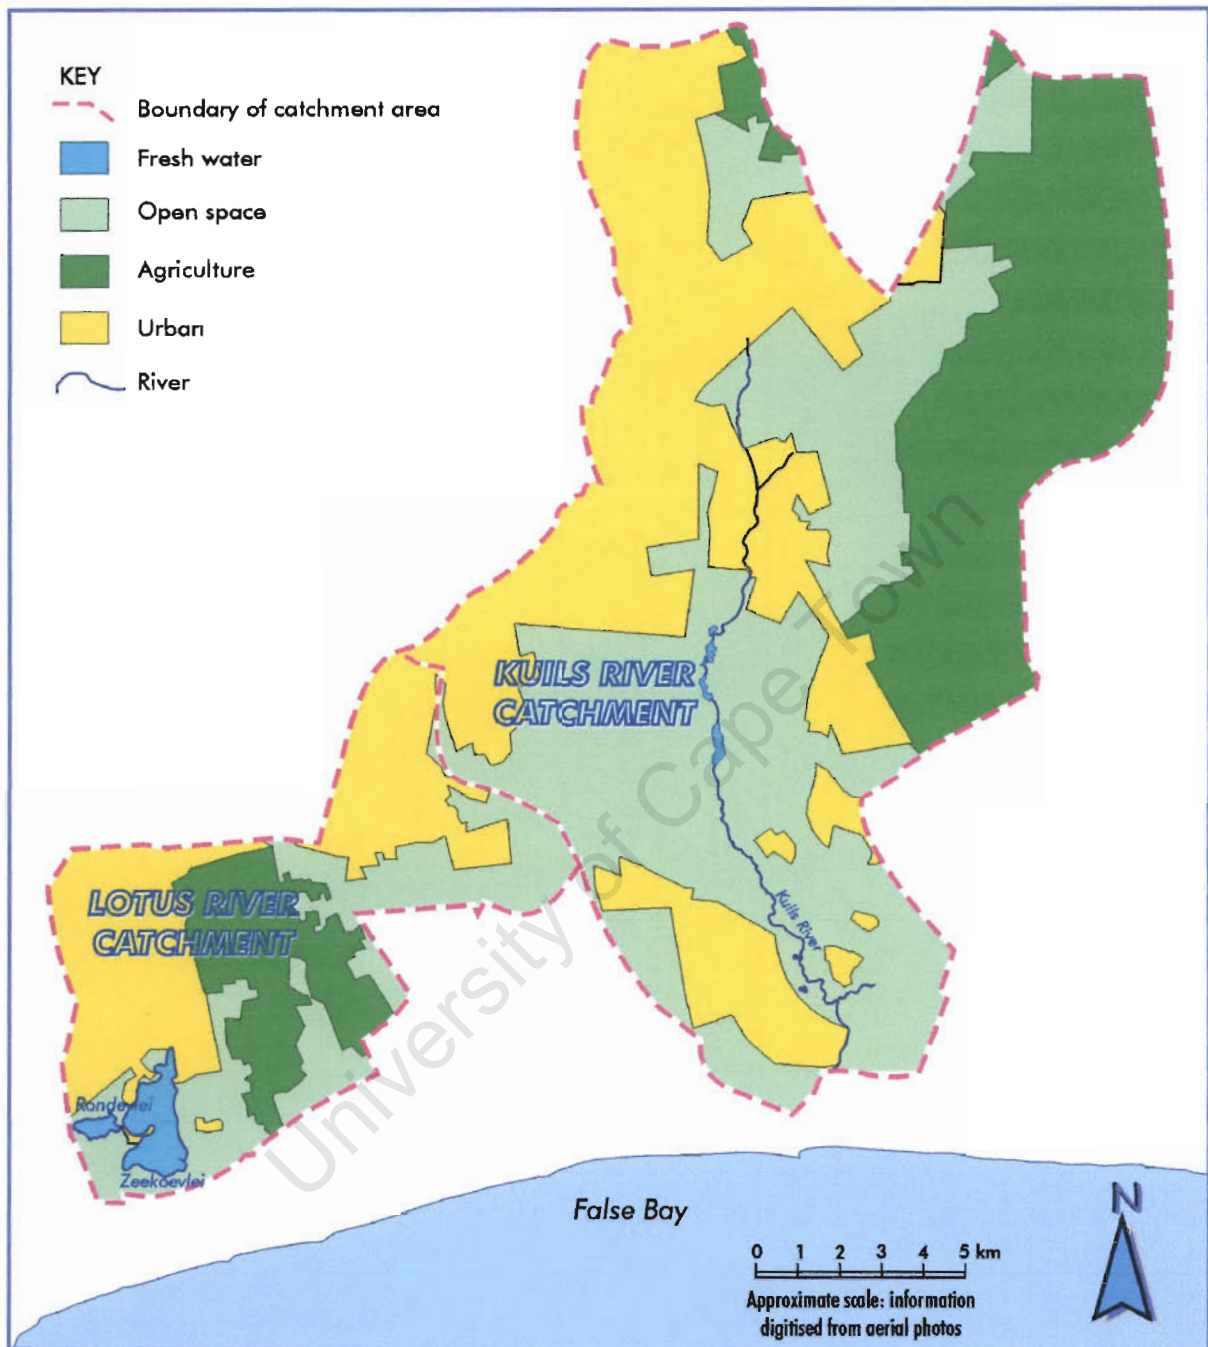 KEY
Boundary of catchment area
Fresh water
Open space
Agriculture
Urban
River
KUILS RIVER
CATCHMENT
LOTUS RIVER
CATCHMENT
Kuils River
Rondevlei
Zeekoevlei
False Bay
N
0 1 2 3 4 5 km
Approximate scale: information
digitised from aerial photos
University of Cape Town